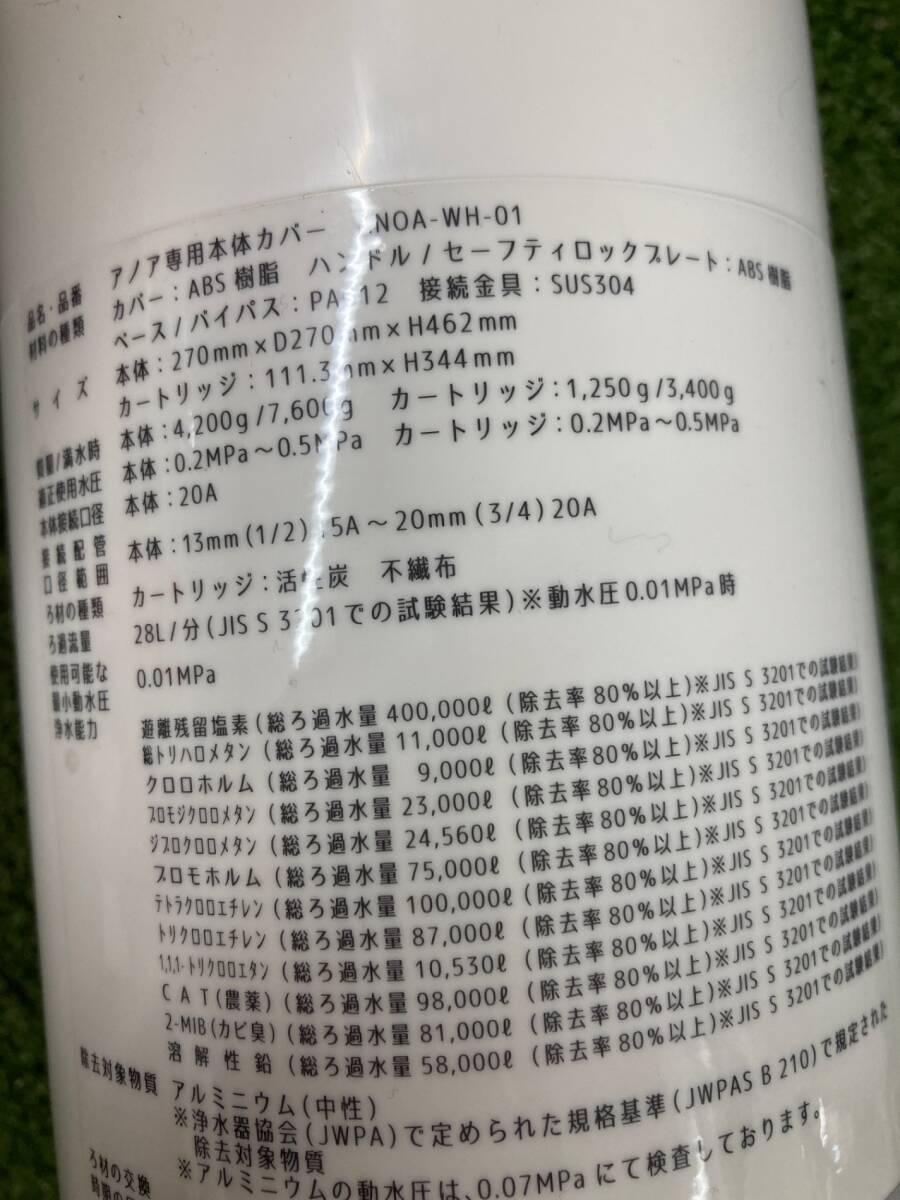 品名・品番 アノア専用本体カバー NOA-WH-01
材料の種類 カバー：ABS樹脂 ハンドル/セーフティロックプレート：ABS樹脂
ベース/バイパス：PA 12 接続金具：SUS304
サイズ 本体：270mm×D270mm×H462mm
カートリッジ：111.3mm×H344mm
質量/満水時 本体：4,200g/7,600g カートリッジ：1,250g/3,400g
適正使用水圧 本体：0.2MPa～0.5MPa カートリッジ：0.2MPa～0.5MPa
本体接続口径 本体：20A
接続配管
口径範囲 本体：13mm(1/2) 5A～20mm(3/4)20A
ろ材の種類 カートリッジ：活性炭 不繊布
ろ過流量 28L/分(JIS S 3201での試験結果)※動水圧0.01MPa時
使用可能な
最小動水圧 0.01MPa
浄水能力 遊離残留塩素(総ろ過水量 400,000ℓ(除去率80%以上)※JIS S 3201での試験結果)
総トリハロメタン(総ろ過水量 11,000ℓ(除去率80%以上)※JIS S 3201での試験結果)
クロロホルム(総ろ過水量 9,000ℓ(除去率80%以上)※JIS S 3201での試験結果)
ブロモジクロロメタン(総ろ過水量 23,000ℓ(除去率80%以上)※JIS S 3201での試験結果)
ジブロクロロメタン(総ろ過水量 24,560ℓ(除去率80%以上)※JIS S 3201での試験結果)
ブロモホルム(総ろ過水量 75,000ℓ(除去率80%以上)※JIS S 3201での試験結果)
テトラクロロエチレン(総ろ過水量 100,000ℓ(除去率80%以上)※JIS S 3201での試験結果)
トリクロロエチレン(総ろ過水量 87,000ℓ(除去率80%以上)※JIS S 3201での試験結果)
1,1,1-トリクロロエタン(総ろ過水量 10,530ℓ(除去率80%以上)※JIS S 3201での試験結果)
CAT(農薬)(総ろ過水量 98,000ℓ(除去率80%以上)※JIS S 3201での試験結果)
2-MIB(カビ臭)(総ろ過水量 81,000ℓ(除去率80%以上)※JIS S 3201での試験結果)
溶解性鉛(総ろ過水量 58,000ℓ(除去率80%以上)※JIS S 3201での試験結果)
除去対象物質 アルミニウム(中性)
※浄水器協会(JWPA)で定められた規格基準(JWPAS B 210)で規定された
除去対象物質
※アルミニウムの動水圧は、0.07MPaにて検査しております。
ろ材の交換